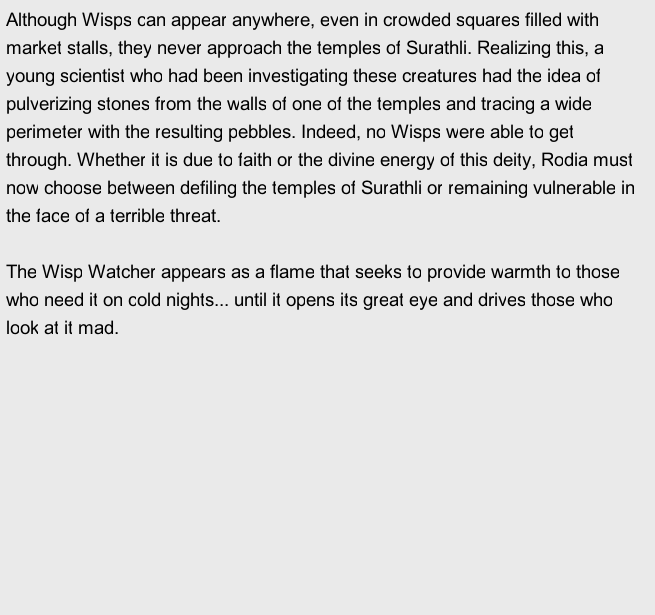 Although Wisps can appear anywhere, even in crowded squares filled with
market stalls, they never approach the temples of Surathli. Realizing this, a
young scientist who had been investigating these creatures had the idea of
pulverizing stones from the walls of one of the temples and tracing a wide
perimeter with the resulting pebbles. Indeed, no Wisps were able to get
through. Whether it is due to faith or the divine energy of this deity, Rodia must
now choose between defiling the temples of Surathli or remaining vulnerable in
the face of a terrible threat.

The Wisp Watcher appears as a flame that seeks to provide warmth to those
who need it on cold nights... until it opens its great eye and drives those who
look at it mad.